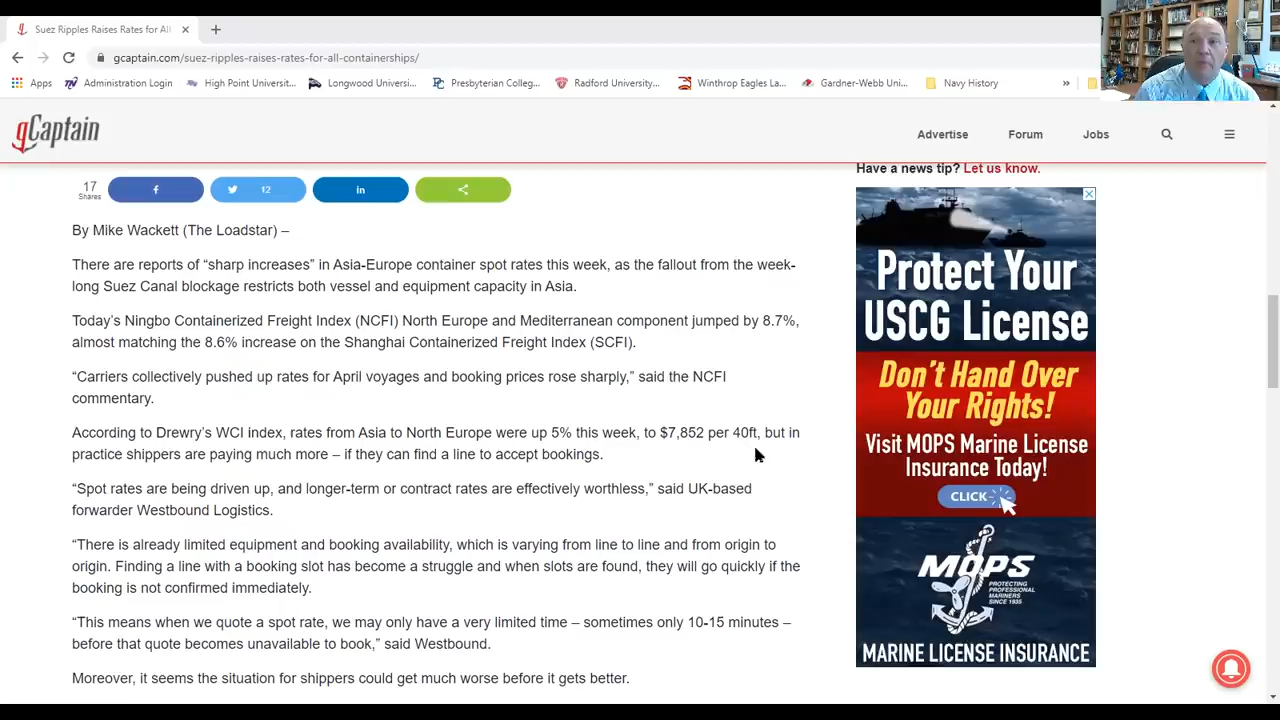 Suez Ripples Raises Rates for All
gcaptain.com/suez-ripples-raises-rates-for-all-containerships/
Apps
Administration Login
High Point Universit...
Longwood Universi...
Presbyterian Colleg...
Radford University...
Winthrop Eagles La...
Gardner-Webb Uni...
Navy History
»
gCaptain
Advertise
Forum
Jobs
17
Shares
12
Have a news tip? Let us know.
By Mike Wackett (The Loadstar) –
There are reports of “sharp increases” in Asia-Europe container spot rates this week, as the fallout from the week-
long Suez Canal blockage restricts both vessel and equipment capacity in Asia.
Today’s Ningbo Containerized Freight Index (NCFI) North Europe and Mediterranean component jumped by 8.7%,
almost matching the 8.6% increase on the Shanghai Containerized Freight Index (SCFI).
“Carriers collectively pushed up rates for April voyages and booking prices rose sharply,” said the NCFI
commentary.
According to Drewry’s WCI index, rates from Asia to North Europe were up 5% this week, to $7,852 per 40ft, but in
practice shippers are paying much more – if they can find a line to accept bookings.
“Spot rates are being driven up, and longer-term or contract rates are effectively worthless,” said UK-based
forwarder Westbound Logistics.
“There is already limited equipment and booking availability, which is varying from line to line and from origin to
origin. Finding a line with a booking slot has become a struggle and when slots are found, they will go quickly if the
booking is not confirmed immediately.
“This means when we quote a spot rate, we may only have a very limited time – sometimes only 10-15 minutes –
before that quote becomes unavailable to book,” said Westbound.
Moreover, it seems the situation for shippers could get much worse before it gets better.
Protect Your
USCG License
Don't Hand Over
Your Rights!
Visit MOPS Marine License
Insurance Today!
CLICK
MOPS
PROTECTING
PROFESSIONAL
MARINERS
SINCE 1935
MARINE LICENSE INSURANCE